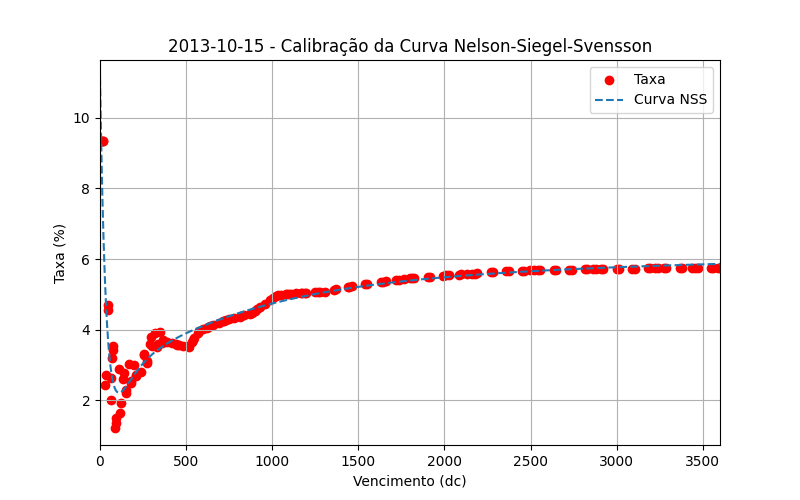 2013-10-15 - Calibração da Curva Nelson-Siegel-Svensson
Taxa
Curva NSS
Taxa (%)
10
8
6
4
2
0 500 1000 1500 2000 2500 3000 3500
Vencimento (dc)